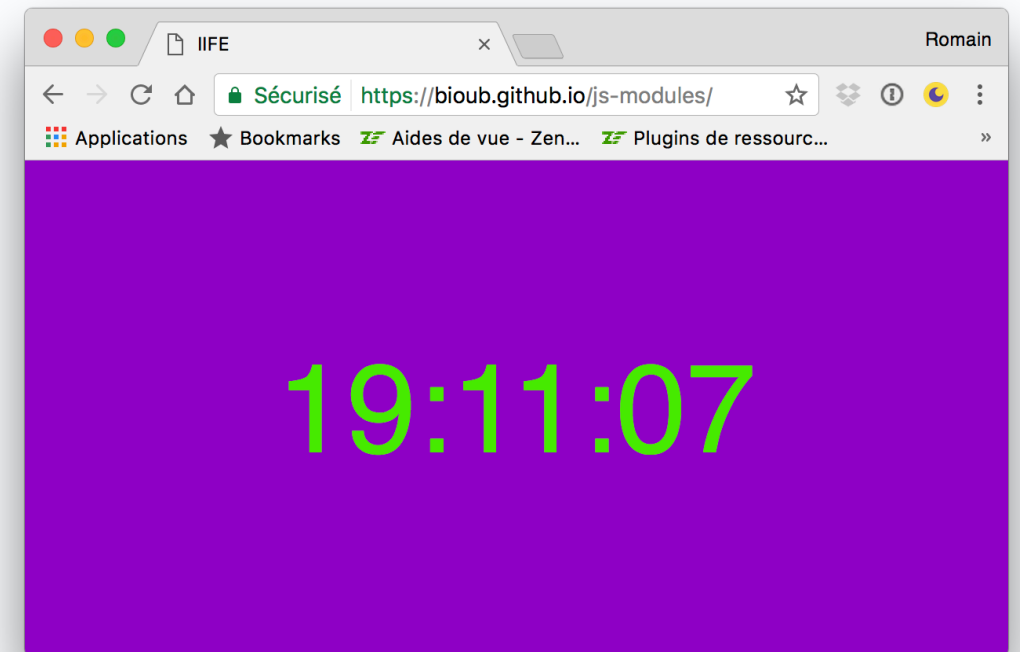 IIFE
Romain
Sécurisé https://bioub.github.io/js-modules/
Applications Bookmarks Aides de vue - Zen... Plugins de ressourc... »
19:11:07